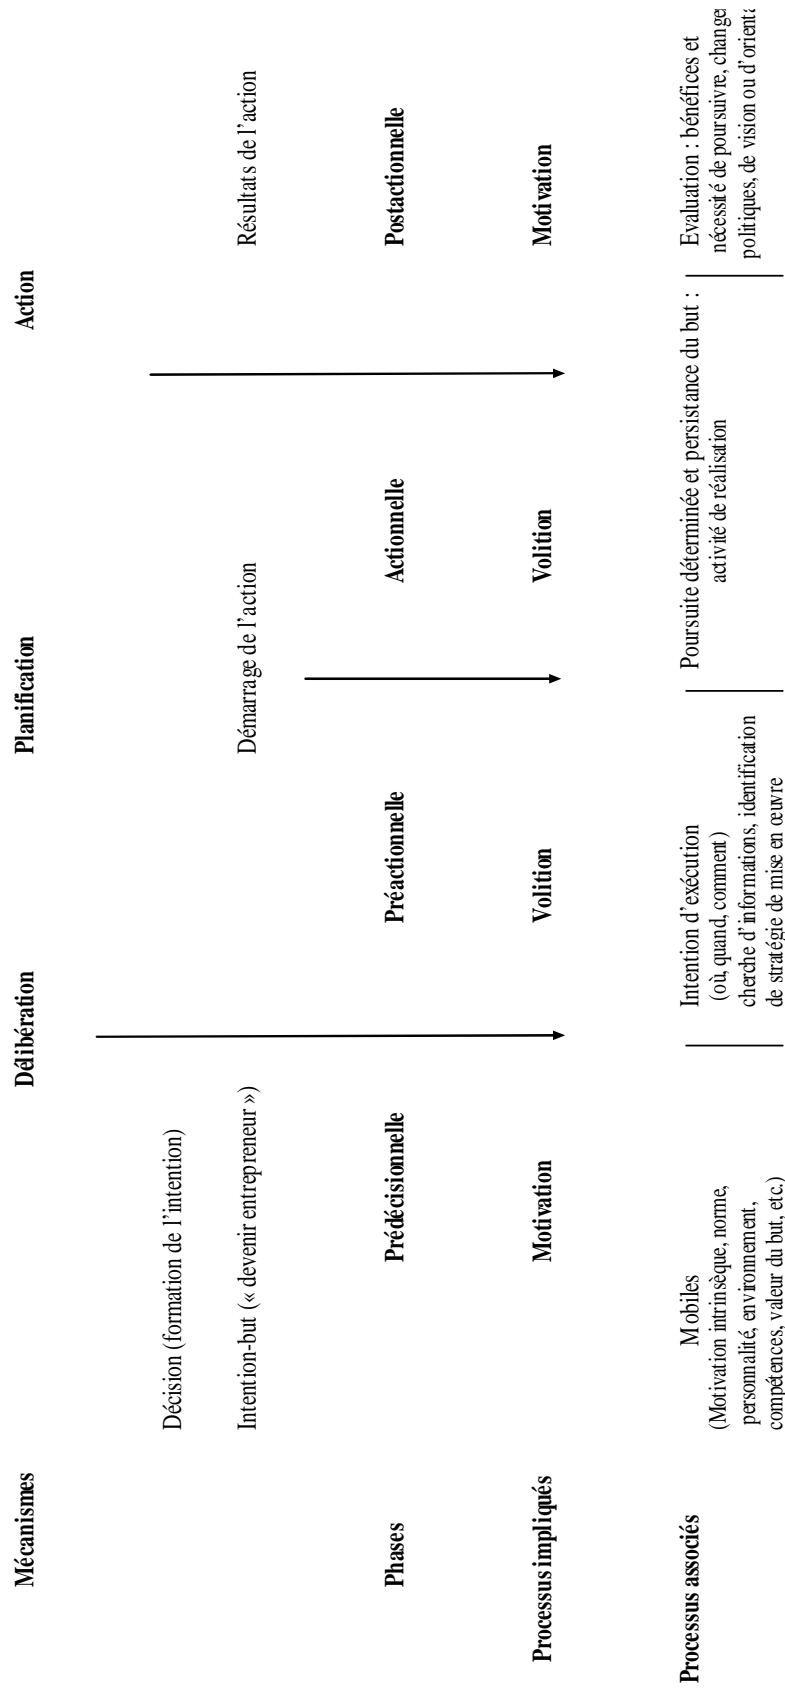 Mécanismes Délibération Planification Action
Décision (formation de l'intention)
Intention-but (« devenir entrepreneur ») Démarrage de l'action Résultats de l'action
Phases Prédécisionnelle Préactionnelle Actionnelle Postactionnelle
Processus impliqués Motivation Volition Volition Motivation
Processus associés
Mobiles
(Motivation intrinsèque, norme,
personnalité, environnement,
compétences, valeur du but, etc.)
Intention d'exécution
(où, quand, comment)
cherche d'informations, identification
de stratégie de mise en œuvre
Poursuite déterminée et persistance du but :
activité de réalisation
Evaluation : bénéfices et
nécessité de poursuivre,
politiques, de vision ou